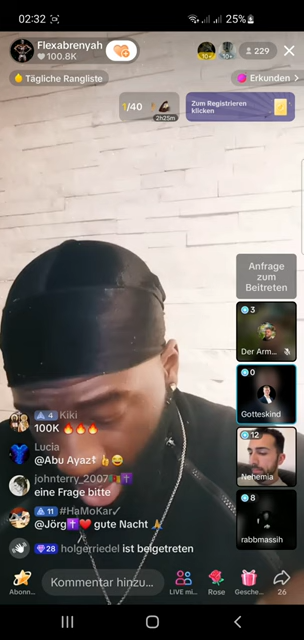 02:32
25%
Flexabrenyah
100.8K
229
Tägliche Rangliste
Erkunden
1/40
2h25m
Zum Registrieren
klicken
Anfrage
zum
Beitreten
3
Der Arm...
0
Gotteskind
12
Nehemia
8
rabbmassih
4 Kiki
100K 🔥🔥🔥
Lucia
@Abu Ayaz☦👍😂
johnterry_2007
eine Frage bitte
11 #HaMoKar✓
@Jörg✝️❤️ gute Nacht 🙏
28 holgerriedel ist beigetreten
Abonn...
Kommentar hinzu...
LIVE mi...
Rose
Gesche...
26